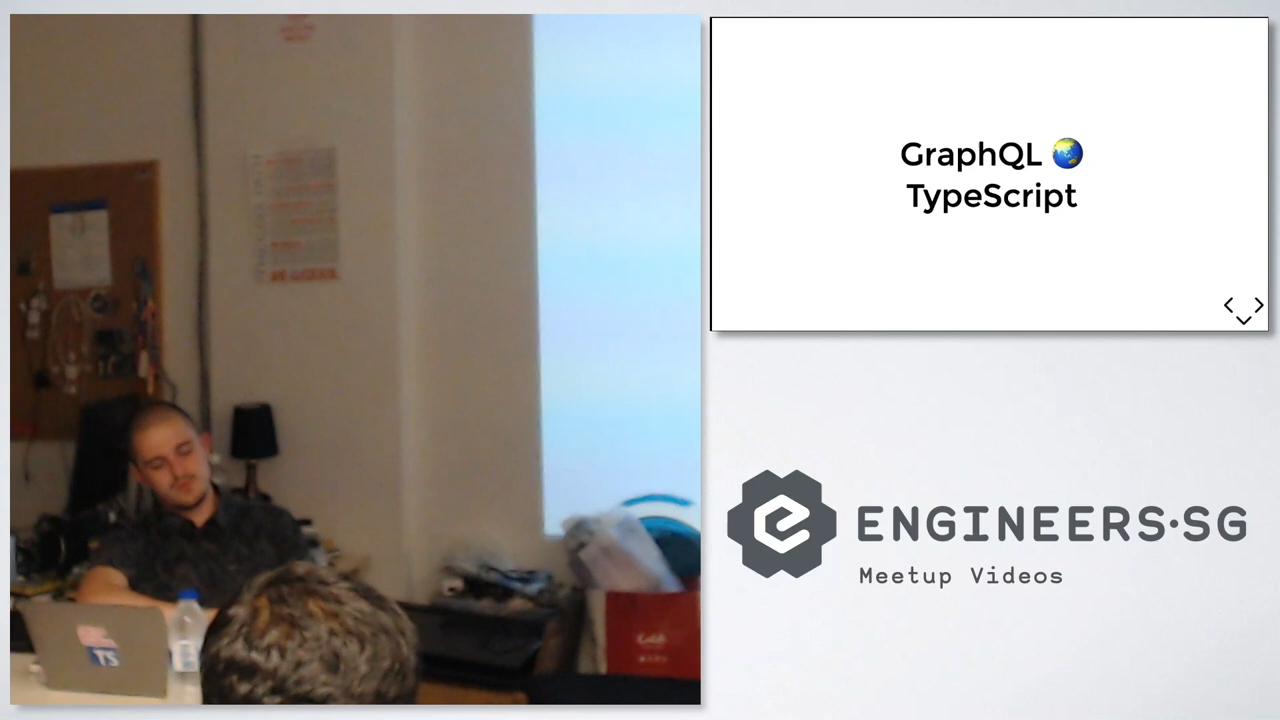 GraphQL 🌏
TypeScript
ENGINEERS·SG
Meetup Videos
TS